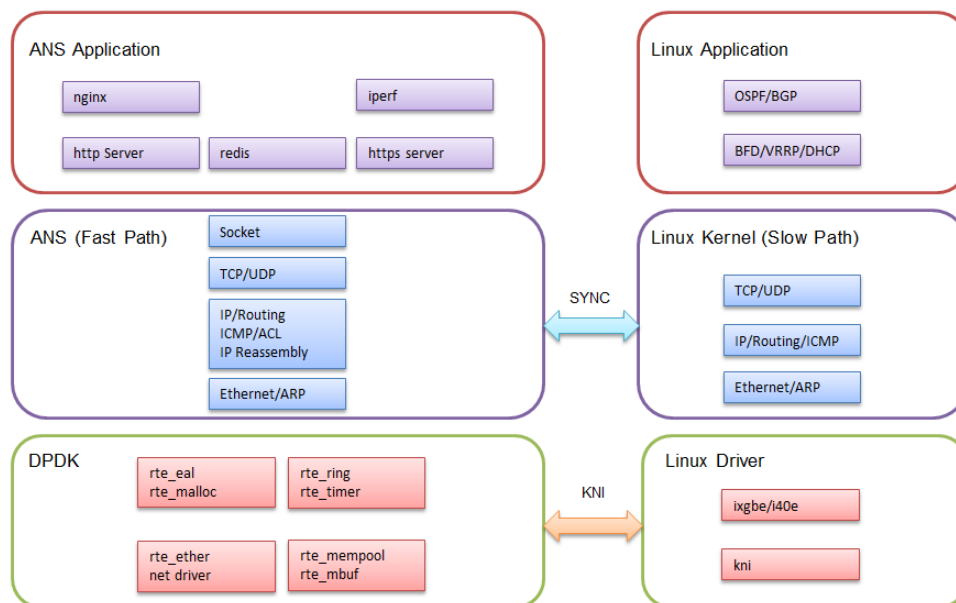 ANS Application
nginx
iperf
http Server
redis
https server
Linux Application
OSPF/BGP
BFD/VRRP/DHCP
ANS (Fast Path)
Socket
TCP/UDP
IP/Routing
ICMP/ACL
IP Reassembly
Ethernet/ARP
SYNC
Linux Kernel (Slow Path)
TCP/UDP
IP/Routing/ICMP
Ethernet/ARP
DPDK
rte_eal
rte_malloc
rte_ring
rte_timer
rte_ether
net driver
rte_mempool
rte_mbuf
KNI
Linux Driver
ixgbe/i40e
kni